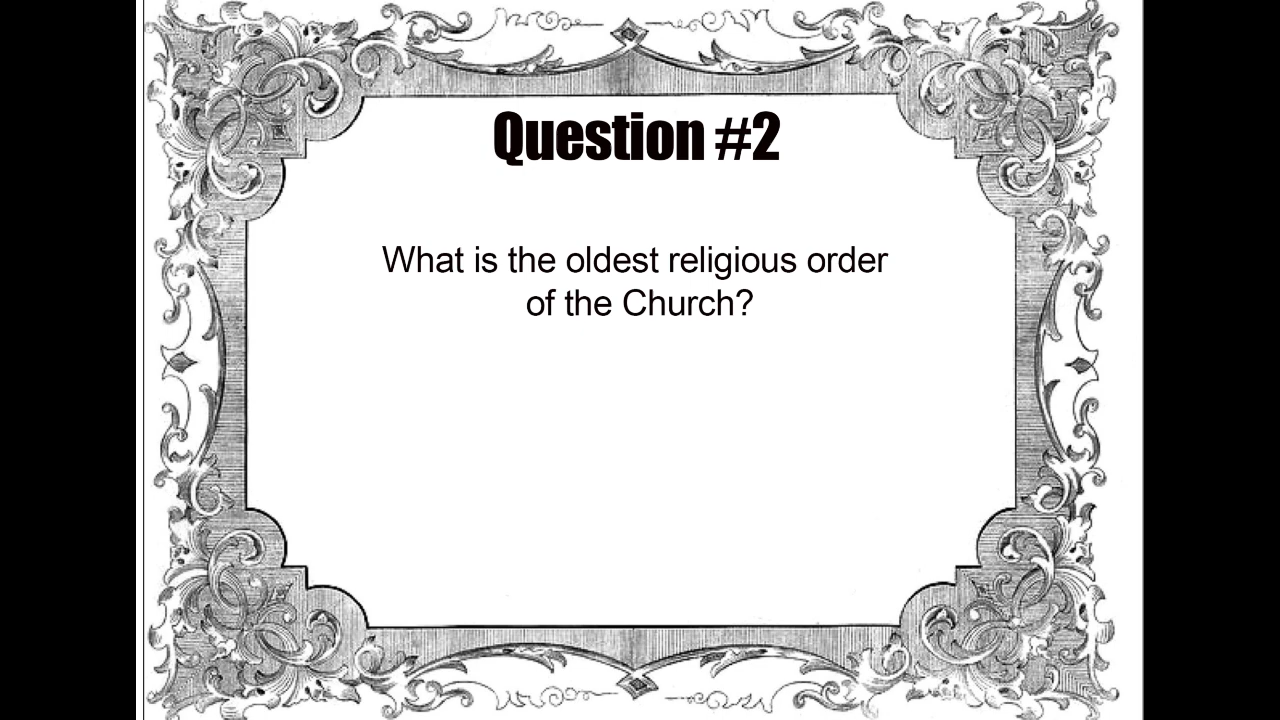 Question #2
What is the oldest religious order
of the Church?